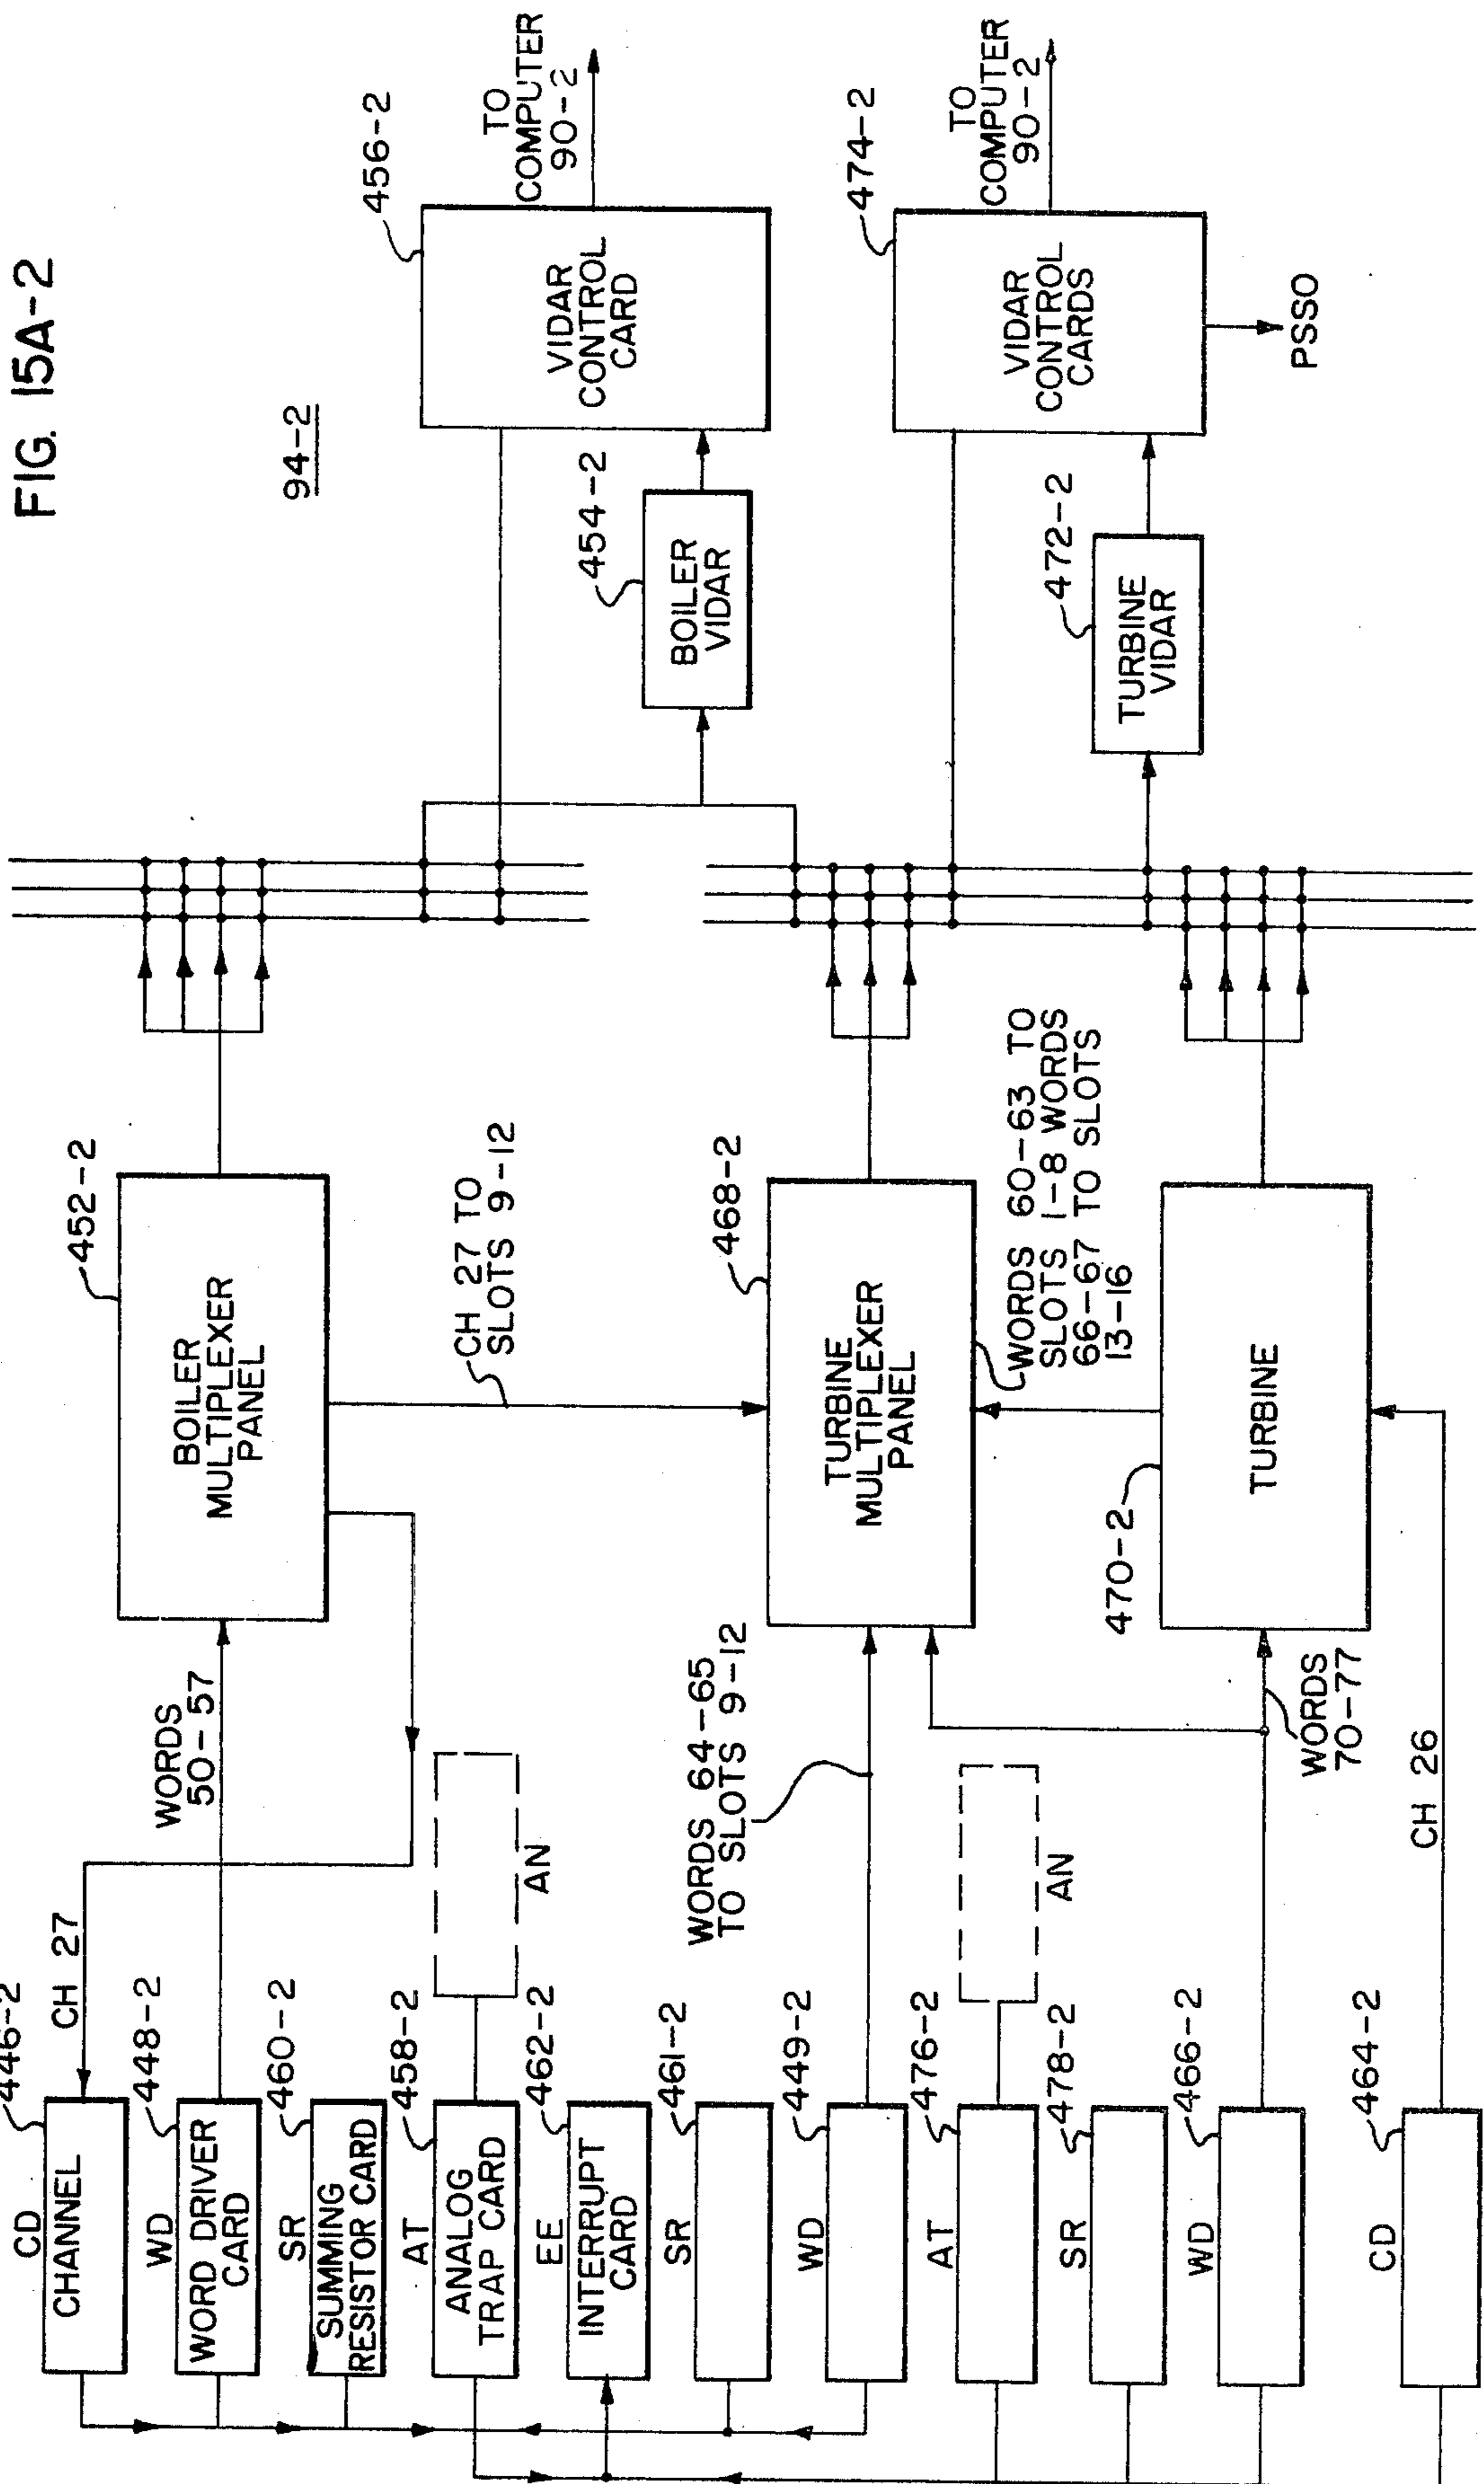 FIG. 15A-2
94-2
446-2
CD
CHANNEL
CH 27
448-2
WD
WORD DRIVER
CARD
WORDS
50-57
460-2
SR
SUMMING
RESISTOR CARD
458-2
AT
ANALOG
TRAP CARD
AN
462-2
EE
INTERRUPT
CARD
461-2
SR
449-2
WD
WORDS 64-65
TO SLOTS 9-12
476-2
AT
AN
478-2
SR
466-2
WD
WORDS
70-77
464-2
CD
CH 26
452-2
BOILER
MULTIPLEXER
PANEL
CH 27 TO
SLOTS 9-12
468-2
TURBINE
MULTIPLEXER
PANEL
WORDS 60-63 TO
SLOTS 1-8 WORDS
66-67 TO SLOTS
13-16
470-2
TURBINE
454-2
BOILER
VIDAR
456-2
VIDAR
CONTROL
CARD
TO
COMPUTER
90-2
472-2
TURBINE
VIDAR
474-2
VIDAR
CONTROL
CARDS
TO
COMPUTER
90-2
PSSO